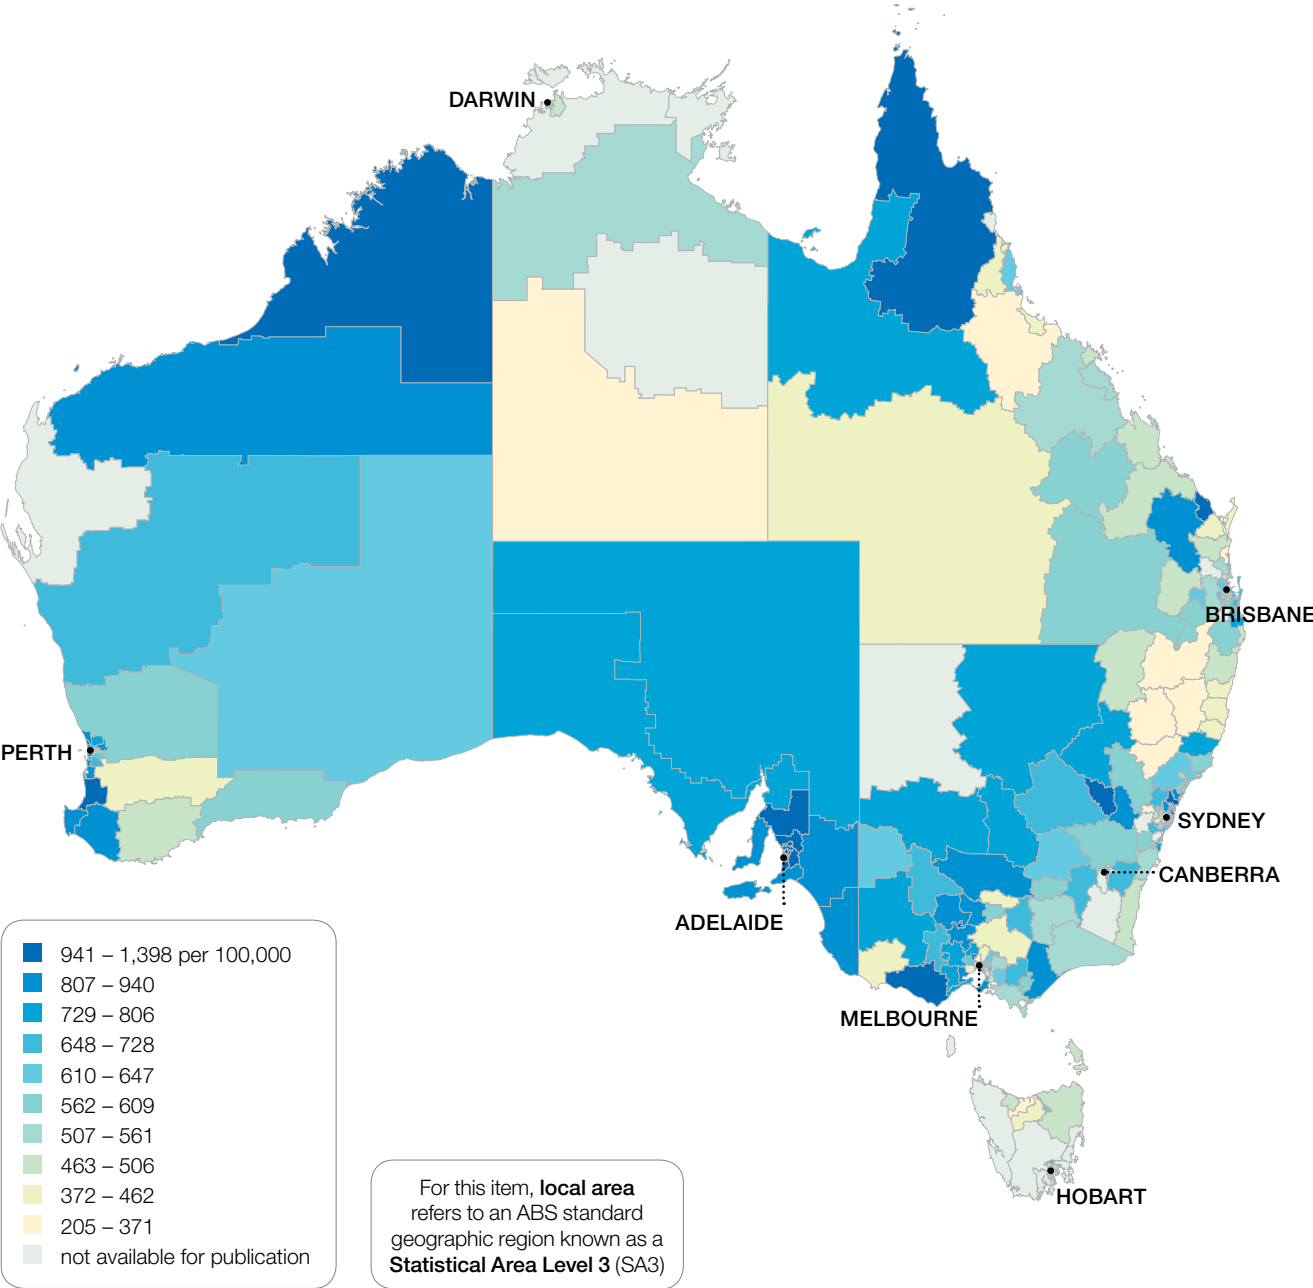 DARWIN
BRISBANE
PERTH
SYDNEY
CANBERRA
ADELAIDE
MELBOURNE
HOBART
941 – 1,398 per 100,000
807 – 940
729 – 806
648 – 728
610 – 647
562 – 609
507 – 561
463 – 506
372 – 462
205 – 371
not available for publication
For this item, local area
refers to an ABS standard
geographic region known as a
Statistical Area Level 3 (SA3)